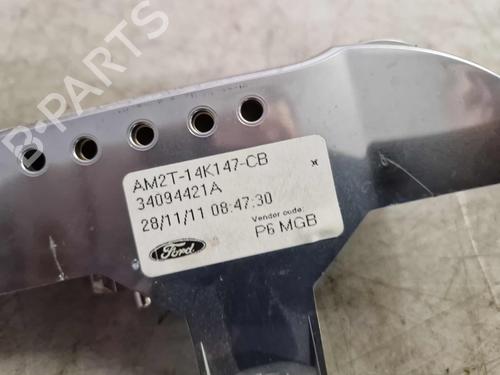 B-PARTS
AM2T-14K147-CB
34094421A
28/11/11 08:47:30
Vendor code:
P6 MGB
Ford